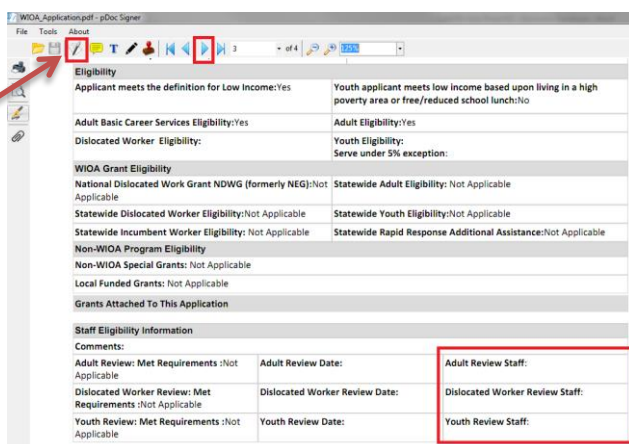 WIOA_Application.pdf - pDoc Signer
File Tools About
T 3 of 4 125%
Eligibility
Applicant meets the definition for Low Income:Yes
Youth applicant meets low income based upon living in a high
poverty area or free/reduced school lunch:No
Adult Basic Career Services Eligibility:Yes
Adult Eligibility:Yes
Dislocated Worker Eligibility:
Youth Eligibility:
Serve under 5% exception:
WIOA Grant Eligibility
National Dislocated Work Grant NDWG (formerly NEG):Not
Applicable
Statewide Adult Eligibility: Not Applicable
Statewide Dislocated Worker Eligibility:Not Applicable
Statewide Youth Eligibility:Not Applicable
Statewide Incumbent Worker Eligibility: Not Applicable
Statewide Rapid Response Additional Assistance:Not Applicable
Non-WIOA Program Eligibility
Non-WIOA Special Grants: Not Applicable
Local Funded Grants: Not Applicable
Grants Attached To This Application
Staff Eligibility Information
Comments:
Adult Review: Met Requirements :Not
Applicable
Adult Review Date:
Adult Review Staff:
Dislocated Worker Review: Met
Requirements :Not Applicable
Dislocated Worker Review Date:
Dislocated Worker Review Staff:
Youth Review: Met Requirements :Not
Applicable
Youth Review Date:
Youth Review Staff: